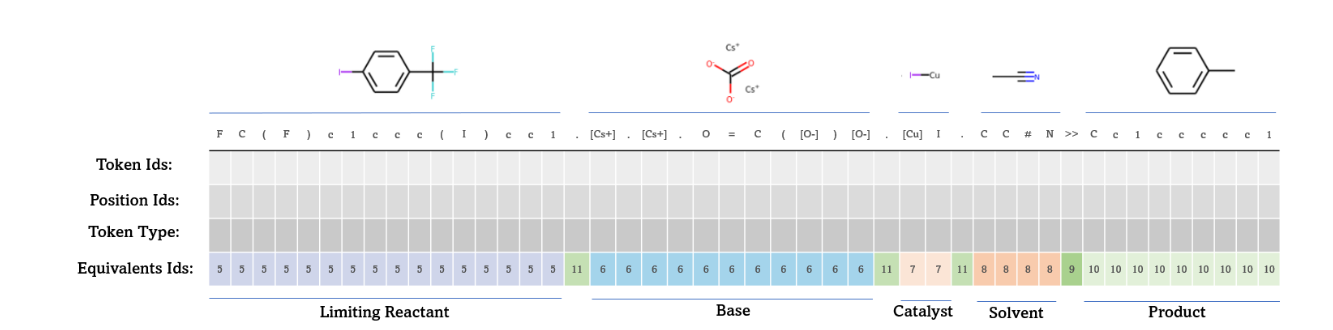 F
I F
F
Cs⁺
O⁻ O
Cs⁺
O⁻
I Cu
N
F C ( F ) c 1 c c c ( I ) c c 1 . [Cs+] . [Cs+] . O = C ( [O-] ) [O-] . [Cu] I . C C # N >> C c 1 c c c c c 1
Token Ids:
Position Ids:
Token Type:
Equivalents Ids: 5 5 5 5 5 5 5 5 5 5 5 5 5 5 5 5 11 6 6 6 6 6 6 6 6 6 6 6 11 7 7 11 8 8 8 8 9 10 10 10 10 10 10 10 10 10
Limiting Reactant Base Catalyst Solvent Product